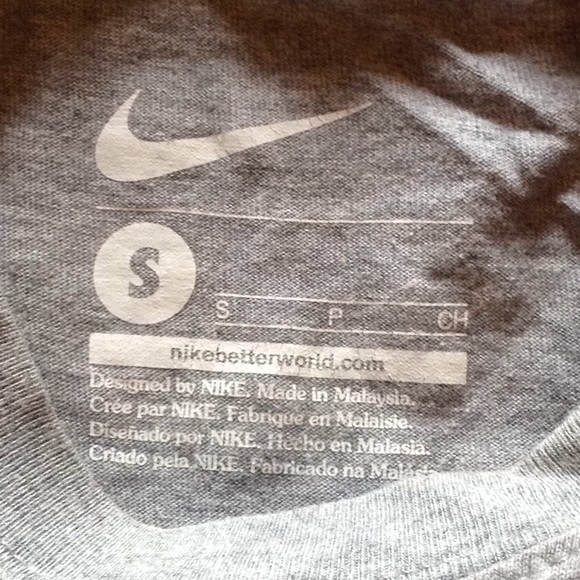 S
S P CH
nikebetterworld.com
Designed by NIKE. Made in Malaysia.
Crée par NIKE. Fabrique en Malaisie.
Diseñado por NIKE. Hecho en Malasia.
Criado pela NIKE. Fabricado na Malásia